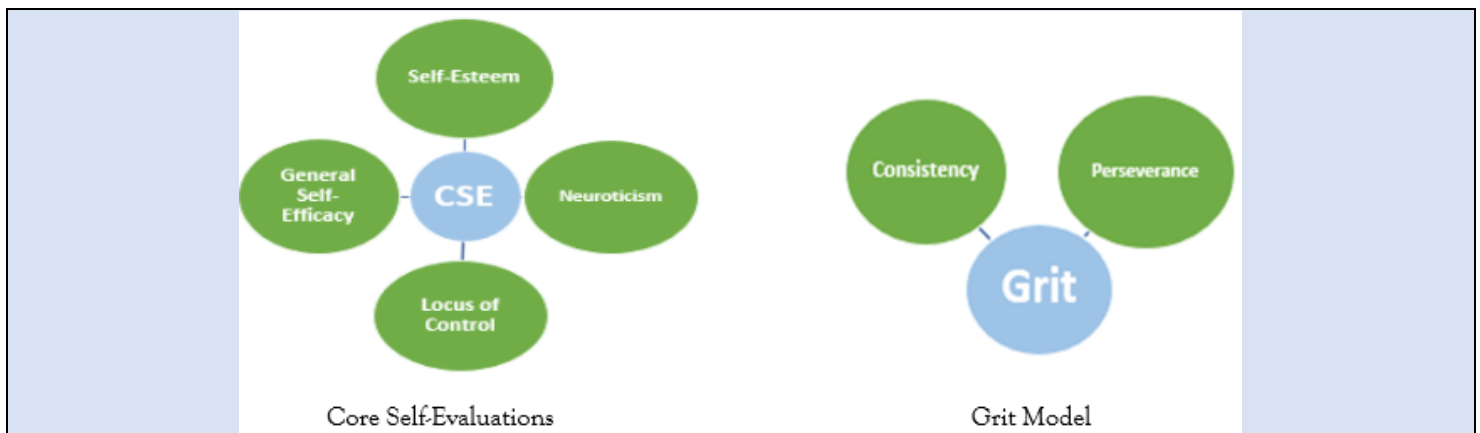 Self-Esteem
General
Self-
Efficacy
CSE
Neuroticism
Locus of
Control
Core Self-Evaluations
Consistency
Perseverance
Grit
Grit Model